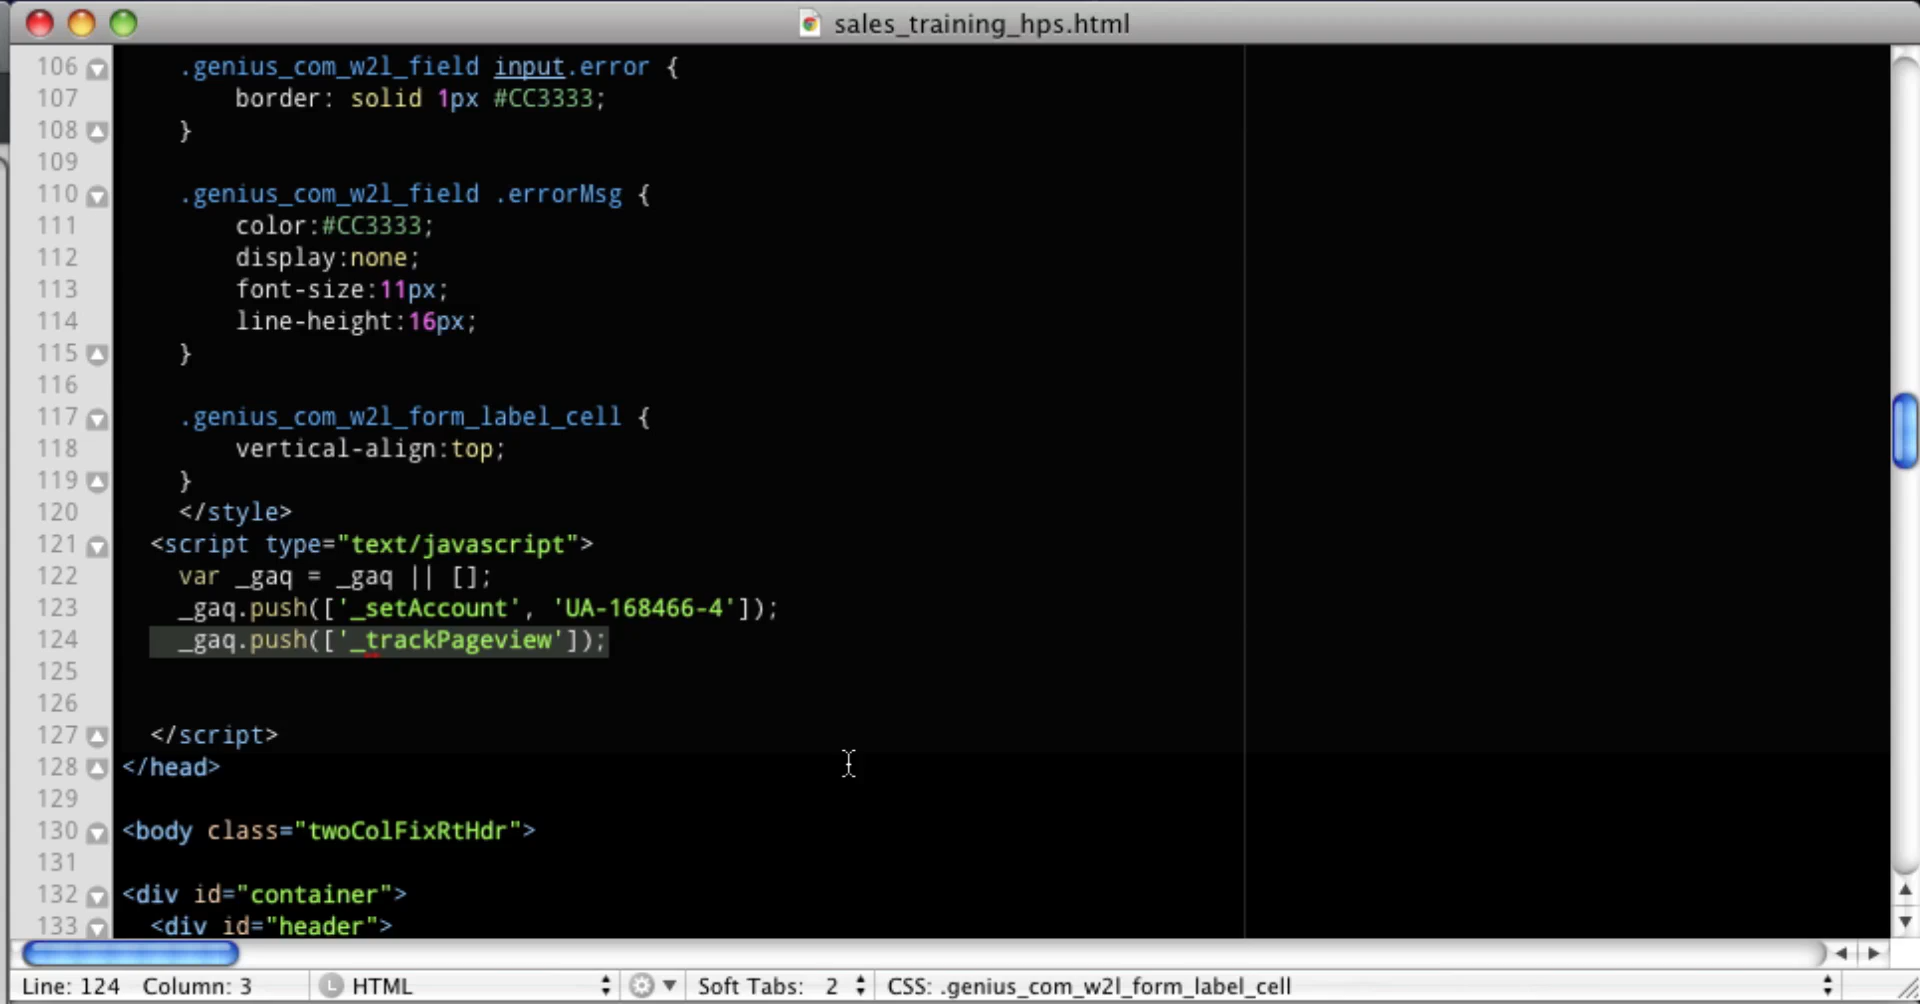 sales_training_hps.html
106 .genius_com_w2l_field input.error {
107 border: solid 1px #CC3333;
108 }
109
110 .genius_com_w2l_field .errorMsg {
111 color:#CC3333;
112 display:none;
113 font-size:11px;
114 line-height:16px;
115 }
116
117 .genius_com_w2l_form_label_cell {
118 vertical-align:top;
119 }
120 </style>
121 <script type="text/javascript">
122 var _gaq = _gaq || [];
123 _gaq.push(['_setAccount', 'UA-168466-4']);
124 _gaq.push(['_trackPageview']);
125
126
127 </script>
128 </head>
129
130 <body class="twoColFixRtHdr">
131
132 <div id="container">
133 <div id="header">
Line: 124 Column: 3 L HTML Soft Tabs: 2 CSS: .genius_com_w2l_form_label_cell